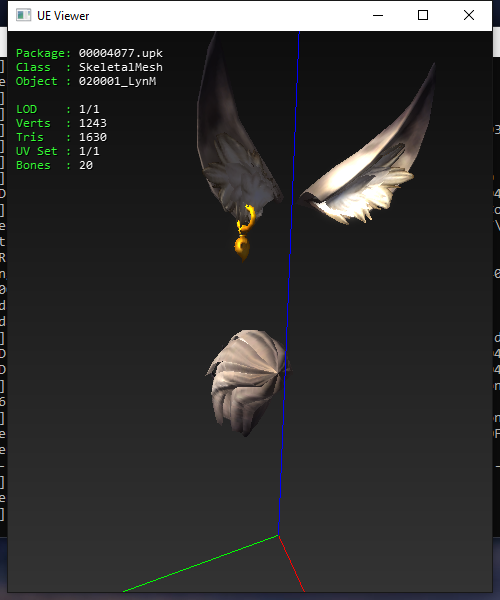 UE Viewer
Package: 00004077.upk
Class : SkeletalMesh
Object : 020001_LynM
LOD : 1/1
Verts : 1243
Tris : 1630
UV Set : 1/1
Bones : 20